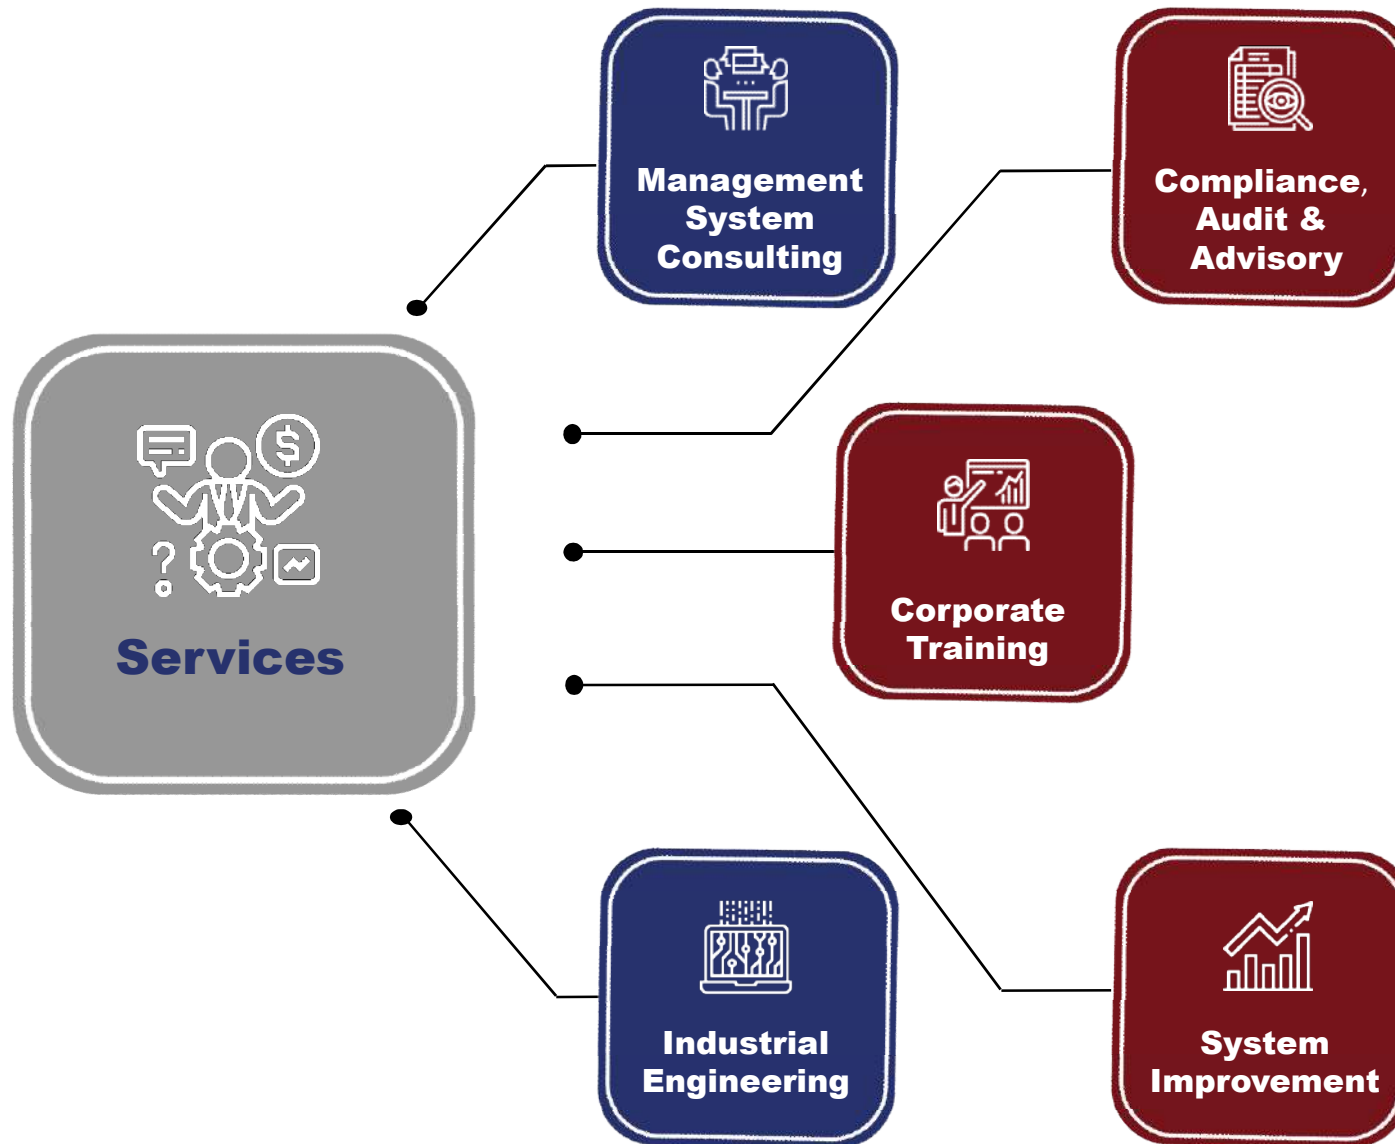 Management
System
Consulting
Compliance,
Audit &
Advisory
Services
Corporate
Training
Industrial
Engineering
System
Improvement